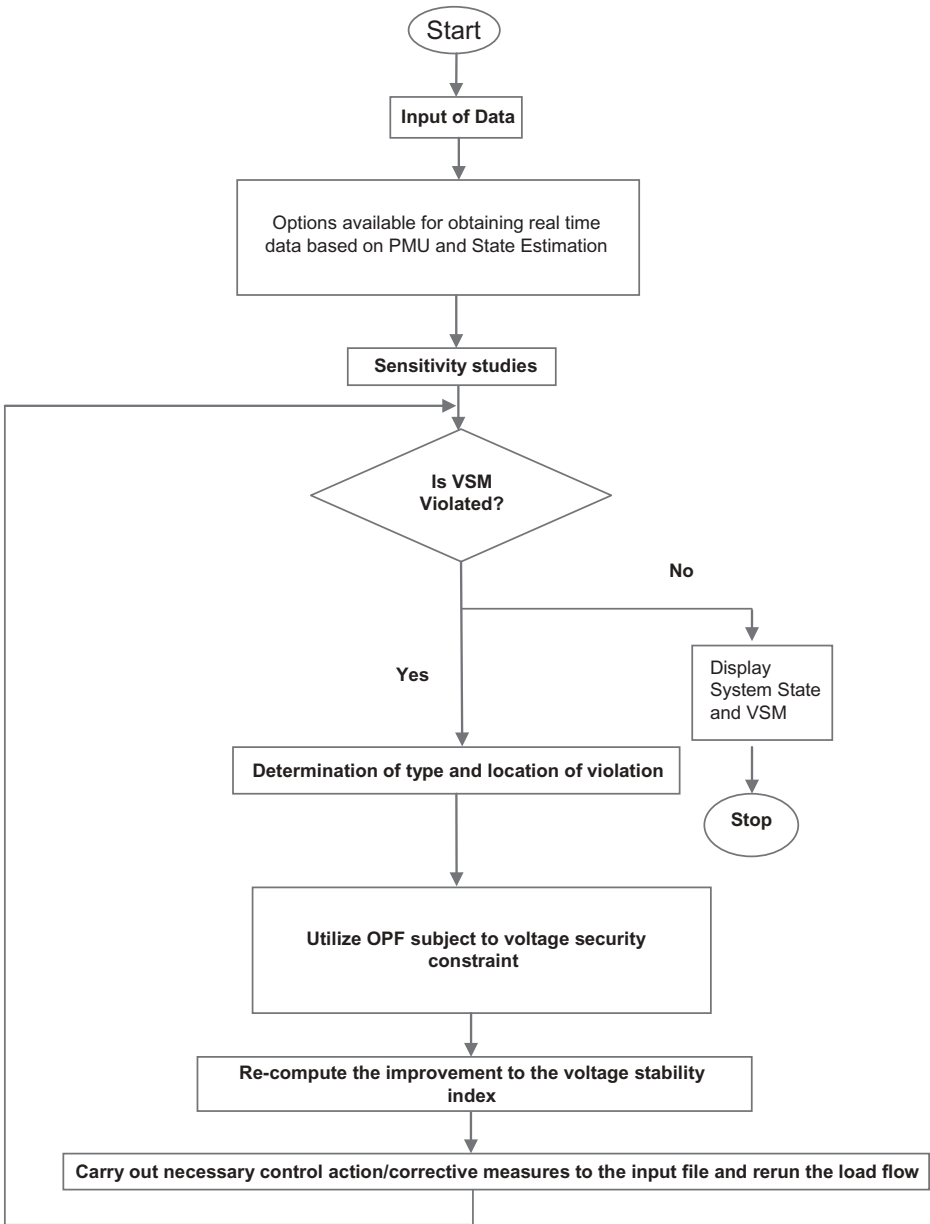 Start
Input of Data
Options available for obtaining real time
data based on PMU and State Estimation
Sensitivity studies
Is VSM
Violated?
No
Yes
Display
System State
and VSM
Determination of type and location of violation
Stop
Utilize OPF subject to voltage security
constraint
Re-compute the improvement to the voltage stability
index
Carry out necessary control action/corrective measures to the input file and rerun the load flow